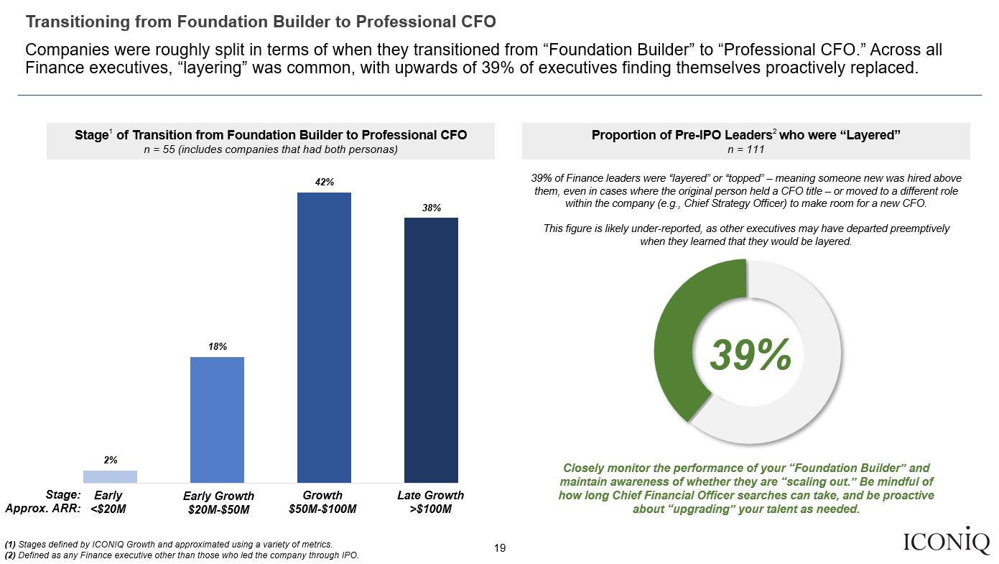 Transitioning from Foundation Builder to Professional CFO
Companies were roughly split in terms of when they transitioned from “Foundation Builder” to “Professional CFO.” Across all
Finance executives, “layering” was common, with upwards of 39% of executives finding themselves proactively replaced.
Stage1 of Transition from Foundation Builder to Professional CFO
n = 55 (includes companies that had both personas)
42%
38%
18%
2%
Stage: Early Early Growth Growth Late Growth
Approx. ARR: <$20M $20M-$50M $50M-$100M >$100M
Proportion of Pre-IPO Leaders2 who were “Layered”
n = 111
39% of Finance leaders were “layered” or “topped” – meaning someone new was hired above
them, even in cases where the original person held a CFO title – or moved to a different role
within the company (e.g., Chief Strategy Officer) to make room for a new CFO.
This figure is likely under-reported, as other executives may have departed preemptively
when they learned that they would be layered.
39%
Closely monitor the performance of your “Foundation Builder” and
maintain awareness of whether they are “scaling out.” Be mindful of
how long Chief Financial Officer searches can take, and be proactive
about “upgrading” your talent as needed.
(1) Stages defined by ICONIQ Growth and approximated using a variety of metrics.
(2) Defined as any Finance executive other than those who led the company through IPO.
19
ICONIQ